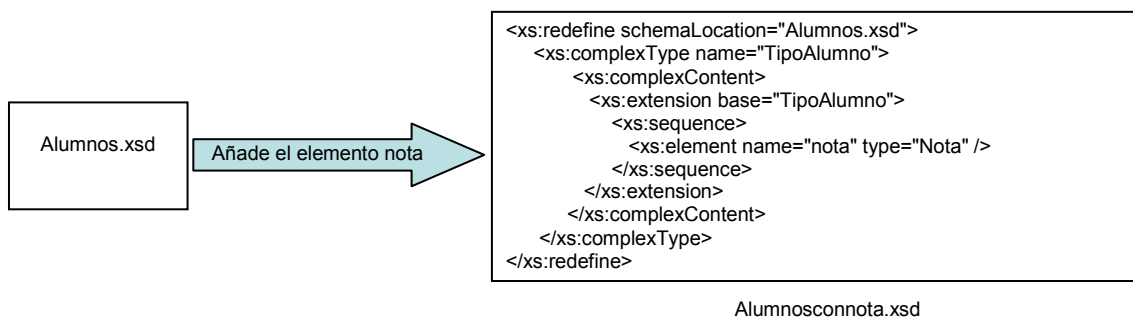 Alumnos.xsd
Añade el elemento nota
<xs:redefine schemaLocation="Alumnos.xsd">
<xs:complexType name="TipoAlumno">
<xs:complexContent>
<xs:extension base="TipoAlumno">
<xs:sequence>
<xs:element name="nota" type="Nota" />
</xs:sequence>
</xs:extension>
</xs:complexContent>
</xs:complexType>
</xs:redefine>
Alumnosconnota.xsd